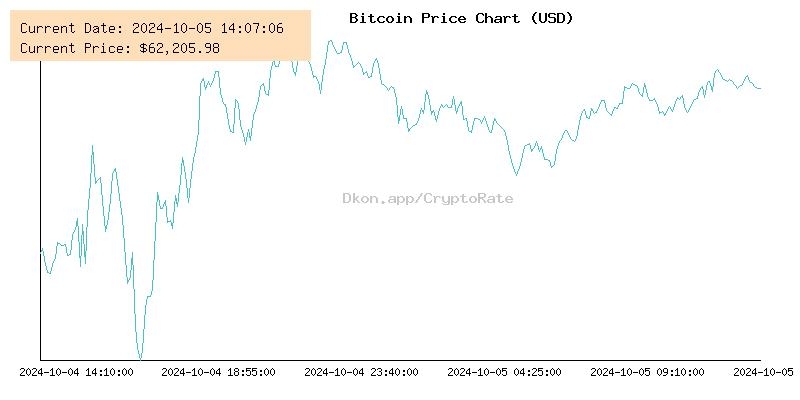 Bitcoin Price Chart (USD)
Current Date: 2024-10-05 14:07:06
Current Price: $62,205.98
Dkon.app/CryptoRate
2024-10-04 14:10:00 2024-10-04 18:55:00 2024-10-04 23:40:00 2024-10-05 04:25:00 2024-10-05 09:10:00 2024-10-05